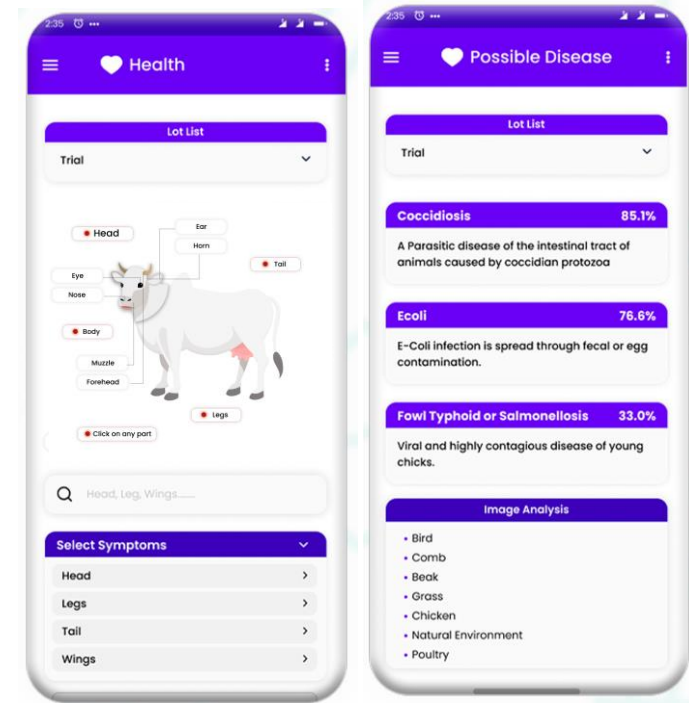 2:35
Health
Lot List
Trial
Ear
Head
Horn
Tail
Eye
Nose
Body
Muzzle
Forehead
Legs
Click on any part
Head, Leg, Wings.......
Select Symptoms
Head
Legs
Tail
Wings
2:35
Possible Disease
Lot List
Trial
Coccidiosis 85.1%
A Parasitic disease of the intestinal tract of
animals caused by coccidian protozoa
Ecoli 76.6%
E-Coli infection is spread through fecal or egg
contamination.
Fowl Typhoid or Salmonellosis 33.0%
Viral and highly contagious disease of young
chicks.
Image Analysis
• Bird
• Comb
• Beak
• Grass
• Chicken
• Natural Environment
• Poultry